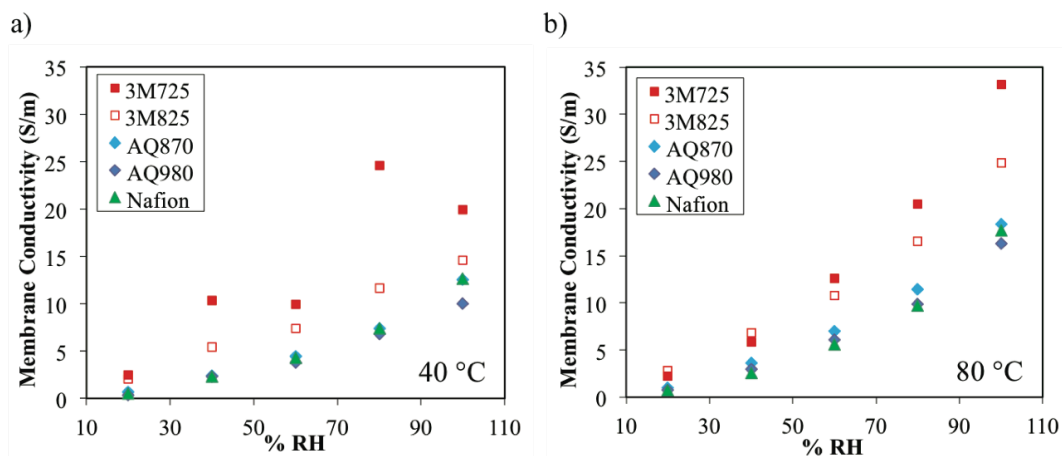 a)
Membrane Conductivity (S/m)
35
30
25
20
15
10
5
0
3M725
3M825
AQ870
AQ980
Nafion
40 °C
10 30 50 70 90 110
% RH
b)
Membrane Conductivity (S/m)
35
30
25
20
15
10
5
0
3M725
3M825
AQ870
AQ980
Nafion
80 °C
10 30 50 70 90 110
% RH